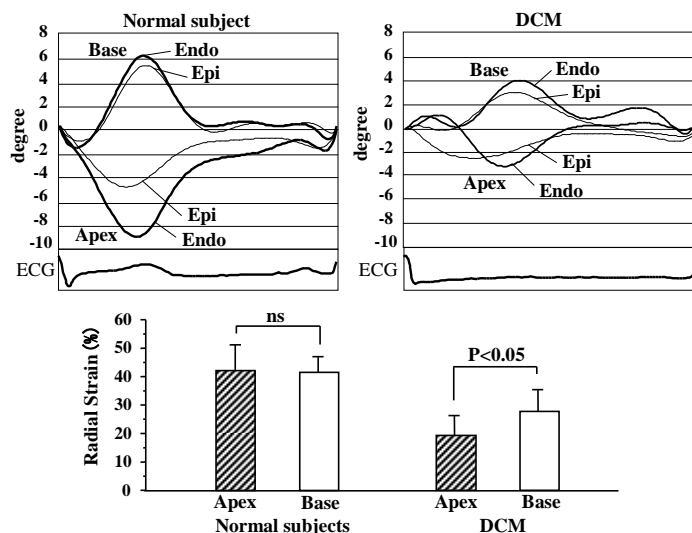 Normal subject
DCM
8
6
4
2
0
-2
-4
-6
-8
-10
degree
Base
Endo
Epi
Epi
Apex
Endo
ECG
8
6
4
2
0
-2
-4
-6
-8
-10
degree
Base
Endo
Epi
Epi
Apex
Endo
ECG
60
50
40
30
20
10
0
Radial Strain (%)
ns
P<0.05
Apex Base Apex Base
Normal subjects DCM